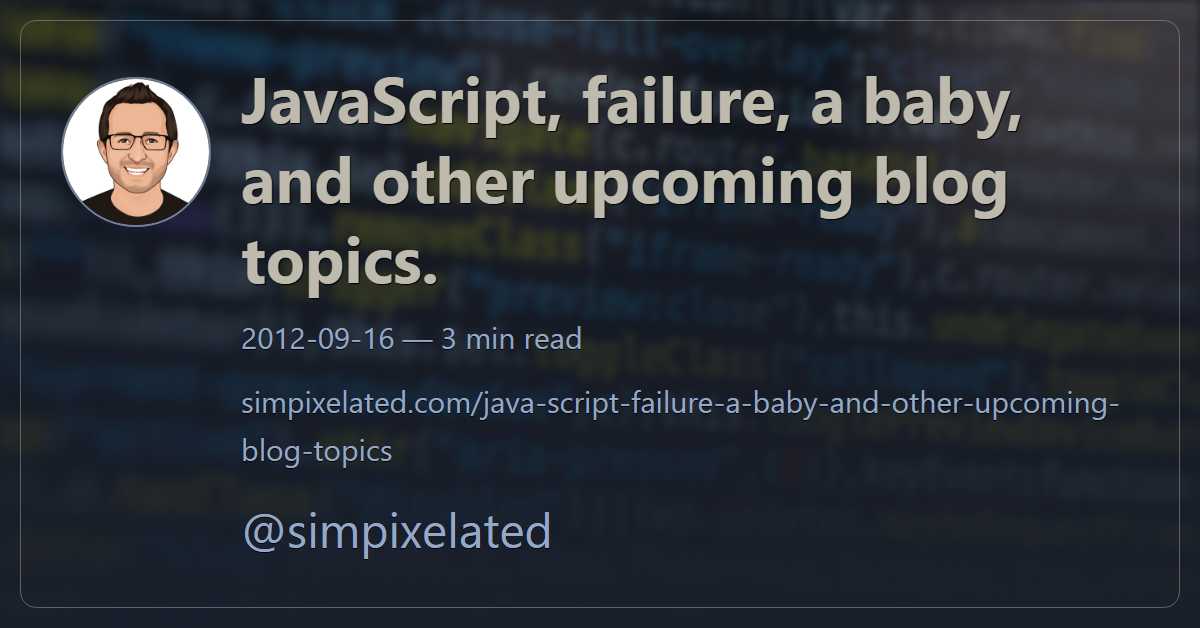 JavaScript, failure, a baby,
and other upcoming blog
topics.
2012-09-16 — 3 min read
simpixelated.com/java-script-failure-a-baby-and-other-upcoming-
blog-topics
@simpixelated